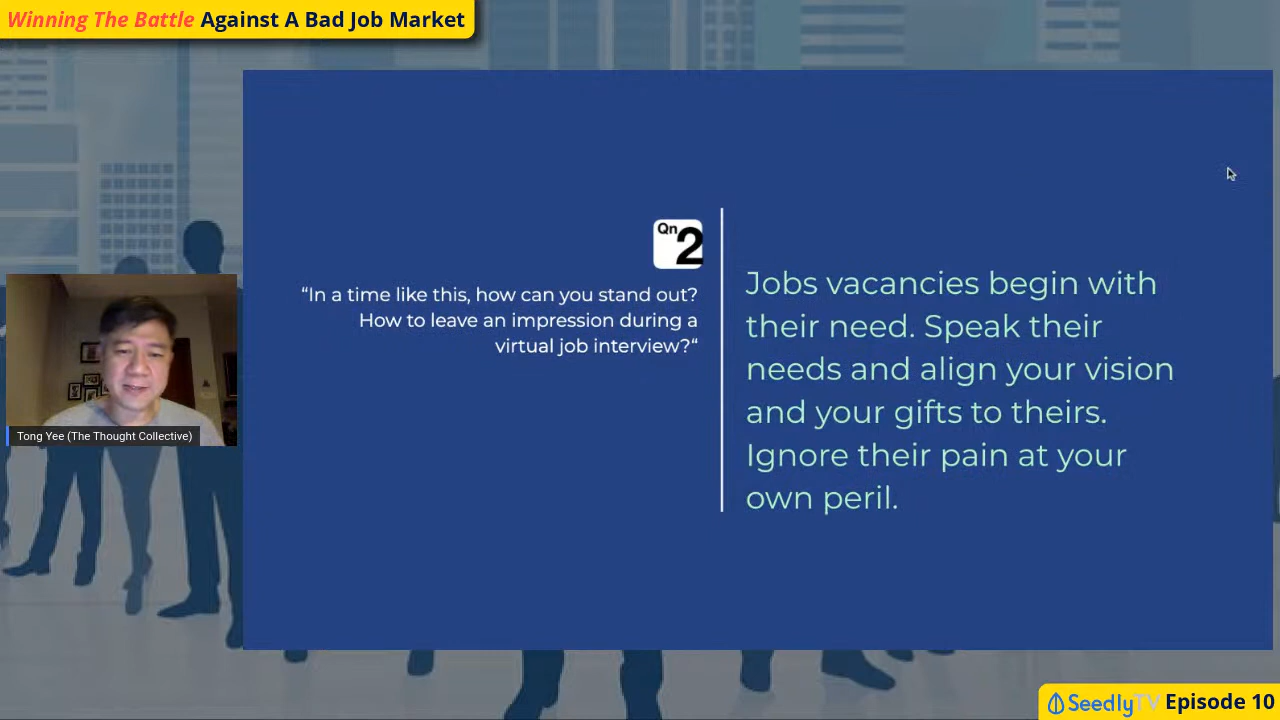 Winning The Battle Against A Bad Job Market
Qn 2
“In a time like this, how can you stand out?
How to leave an impression during a
virtual job interview?“
Jobs vacancies begin with
their need. Speak their
needs and align your vision
and your gifts to theirs.
Ignore their pain at your
own peril.
Tong Yee (The Thought Collective)
SeedlyTV Episode 10